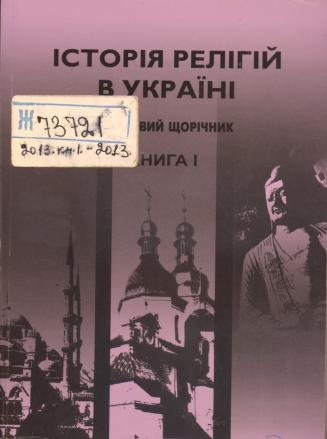 ІСТОРІЯ РЕЛІГІЙ
В УКРАЇНІ
Ж 73721
2013.кн.1.-2013.
ВИЙ ЩОРІЧНИК
НИГА І